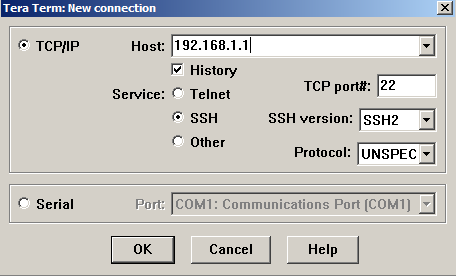 Tera Term: New connection
TCP/IP Host: 192.168.1.1
History
Service: Telnet TCP port#: 22
SSH SSH version: SSH2
Other Protocol: UNSPEC
Serial Port: COM1: Communications Port (COM1)
OK Cancel Help